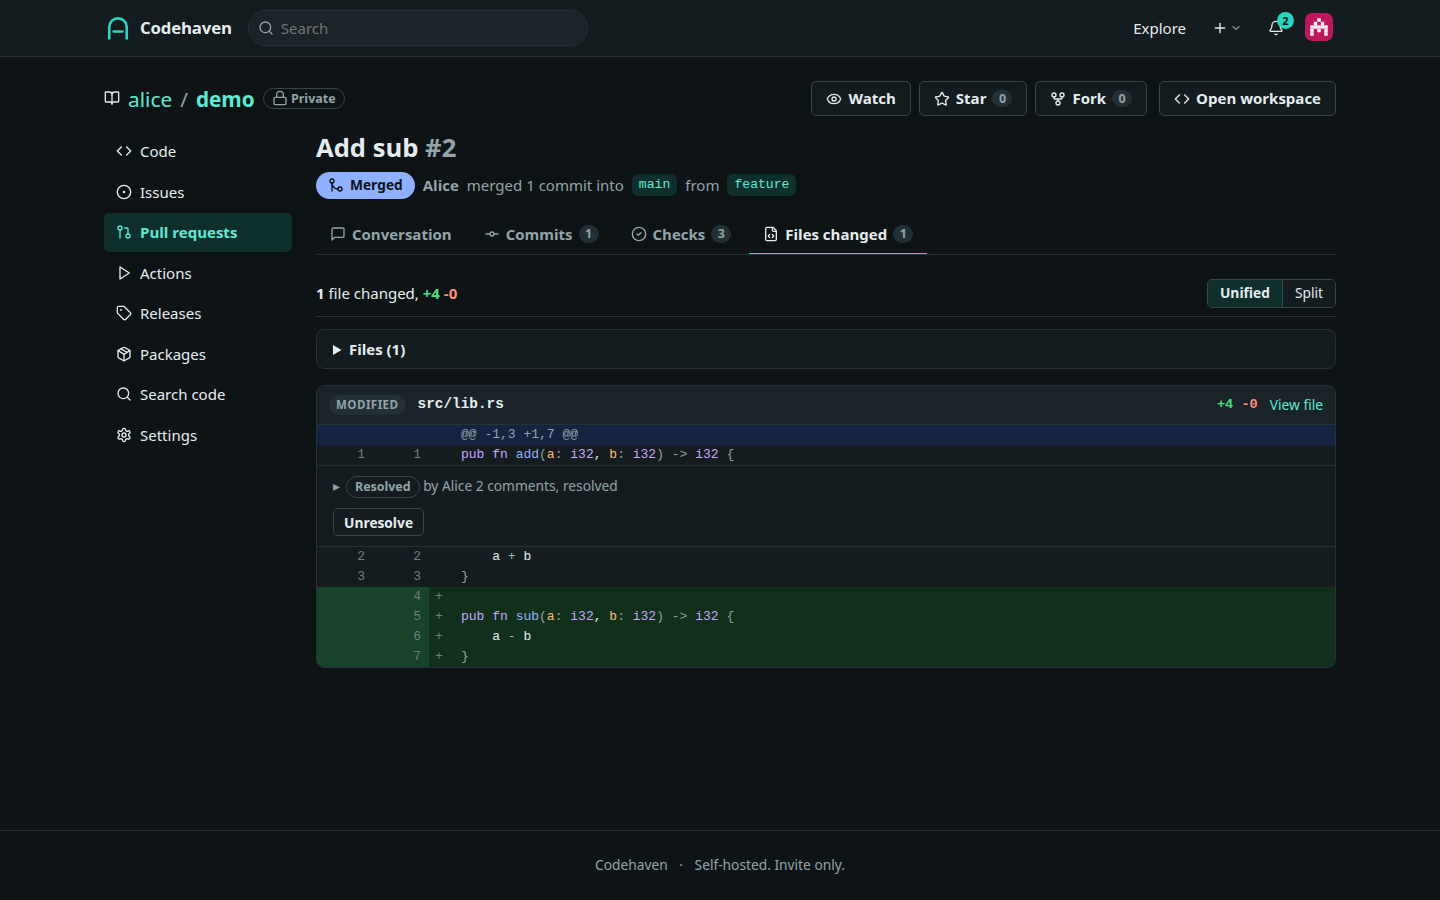 Codehaven
Search
Explore
2
alice / demo Private
Watch
Star 0
Fork 0
Open workspace
Code
Issues
Pull requests
Actions
Releases
Packages
Search code
Settings
Add sub #2
Merged Alice merged 1 commit into main from feature
Conversation
Commits 1
Checks 3
Files changed 1
1 file changed, +4 -0
Unified Split
Files (1)
MODIFIED src/lib.rs +4 -0 View file
@@ -1,3 +1,7 @@
1 1 pub fn add(a: i32, b: i32) -> i32 {
Resolved by Alice 2 comments, resolved
Unresolve
2 2 a + b
3 3 }
4 +
5 + pub fn sub(a: i32, b: i32) -> i32 {
6 + a - b
7 + }
Codehaven · Self-hosted. Invite only.